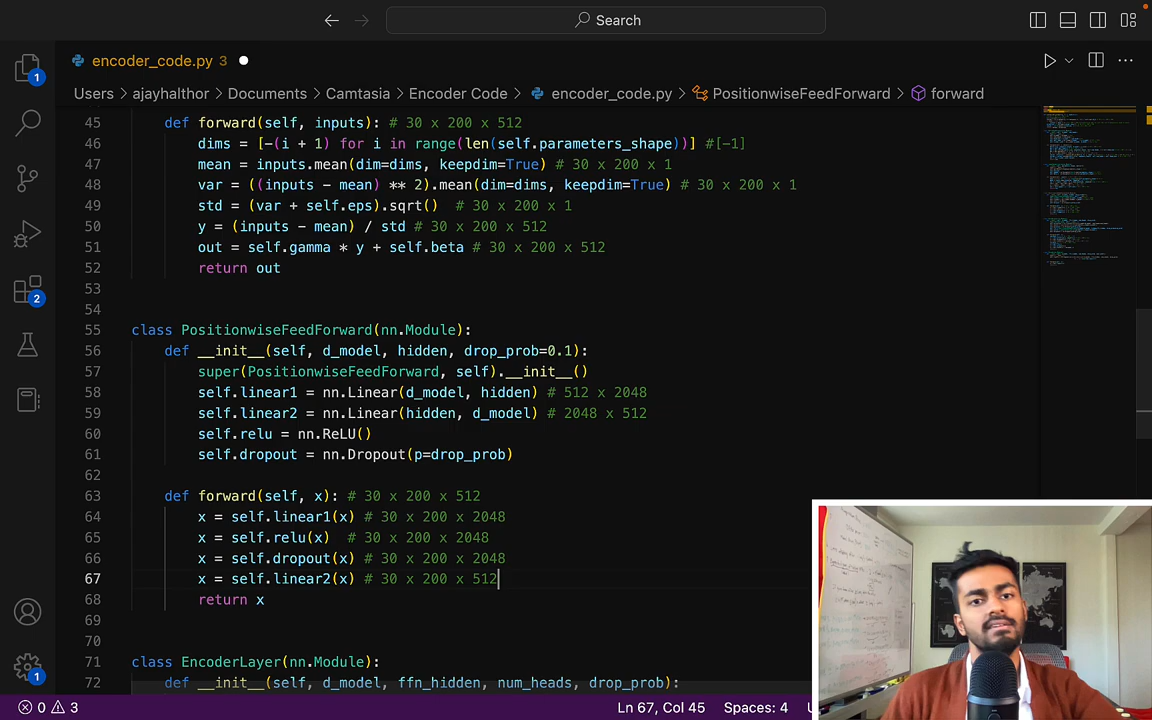 Search
encoder_code.py 3
Users > ajayhalthor > Documents > Camtasia > Encoder Code > encoder_code.py > PositionwiseFeedForward > forward
45 def forward(self, inputs): # 30 x 200 x 512
46 dims = [-(i + 1) for i in range(len(self.parameters_shape))] #[-1]
47 mean = inputs.mean(dim=dims, keepdim=True) # 30 x 200 x 1
48 var = ((inputs - mean) ** 2).mean(dim=dims, keepdim=True) # 30 x 200 x 1
49 std = (var + self.eps).sqrt() # 30 x 200 x 1
50 y = (inputs - mean) / std # 30 x 200 x 512
51 out = self.gamma * y + self.beta # 30 x 200 x 512
52 return out
53
54
55 class PositionwiseFeedForward(nn.Module):
56 def __init__(self, d_model, hidden, drop_prob=0.1):
57 super(PositionwiseFeedForward, self).__init__()
58 self.linear1 = nn.Linear(d_model, hidden) # 512 x 2048
59 self.linear2 = nn.Linear(hidden, d_model) # 2048 x 512
60 self.relu = nn.ReLU()
61 self.dropout = nn.Dropout(p=drop_prob)
62
63 def forward(self, x): # 30 x 200 x 512
64 x = self.linear1(x) # 30 x 200 x 2048
65 x = self.relu(x) # 30 x 200 x 2048
66 x = self.dropout(x) # 30 x 200 x 2048
67 x = self.linear2(x) # 30 x 200 x 512
68 return x
69
70
71 class EncoderLayer(nn.Module):
72 def __init__(self, d_model, ffn_hidden, num_heads, drop_prob):
1
2
1
0 3
Ln 67, Col 45 Spaces: 4